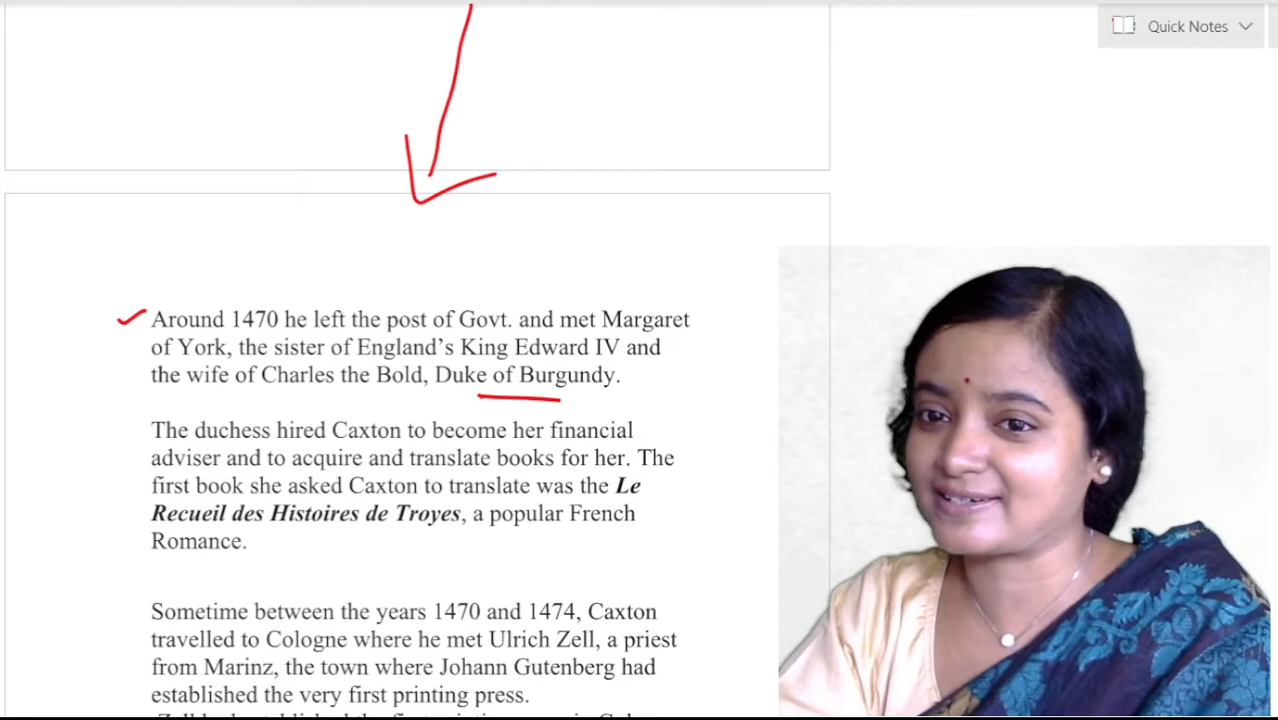 Quick Notes
Around 1470 he left the post of Govt. and met Margaret
of York, the sister of England's King Edward IV and
the wife of Charles the Bold, Duke of Burgundy.
The duchess hired Caxton to become her financial
adviser and to acquire and translate books for her. The
first book she asked Caxton to translate was the Le
Recueil des Histoires de Troyes, a popular French
Romance.
Sometime between the years 1470 and 1474, Caxton
travelled to Cologne where he met Ulrich Zell, a priest
from Marinz, the town where Johann Gutenberg had
established the very first printing press.